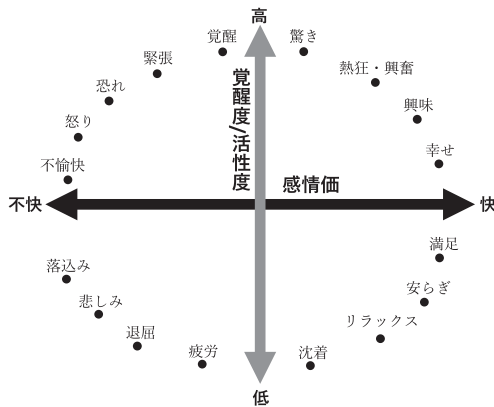 高
覚醒
驚き
緊張
熱狂・興奮
恐れ
興味
怒り
幸せ
不愉快
覚醒度/活性度
感情価
不快
快
満足
落込み
安らぎ
悲しみ
リラックス
退屈
疲労
沈着
低